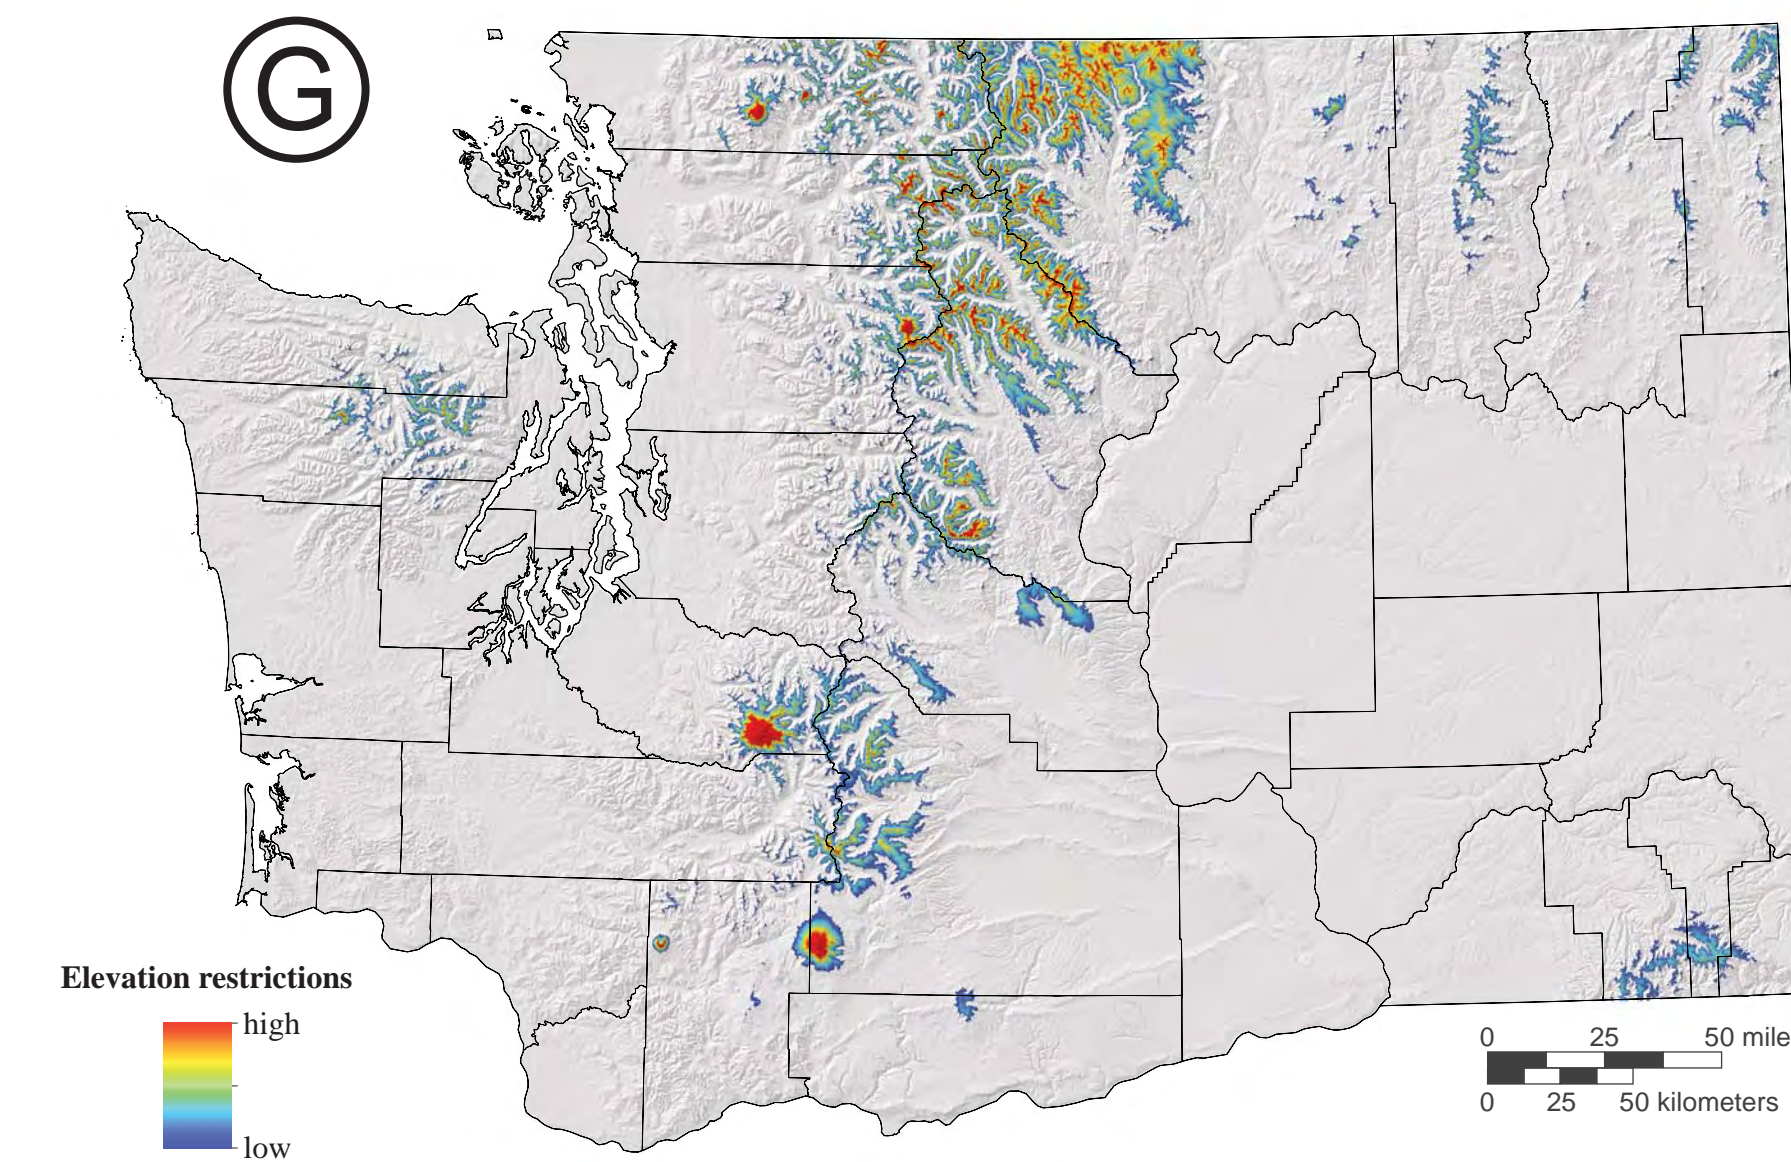 G
Elevation restrictions
high
low
0 25 50 mile
0 25 50 kilometers